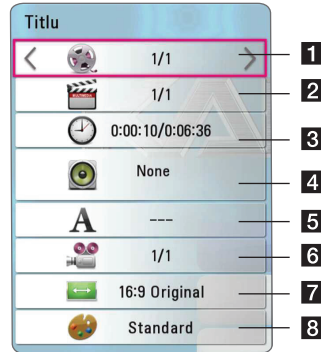 Titlu
1/1 1
1/1 2
0:00:10/0:06:36 3
None 4
A --- 5
1/1 6
16:9 Original 7
Standard 8